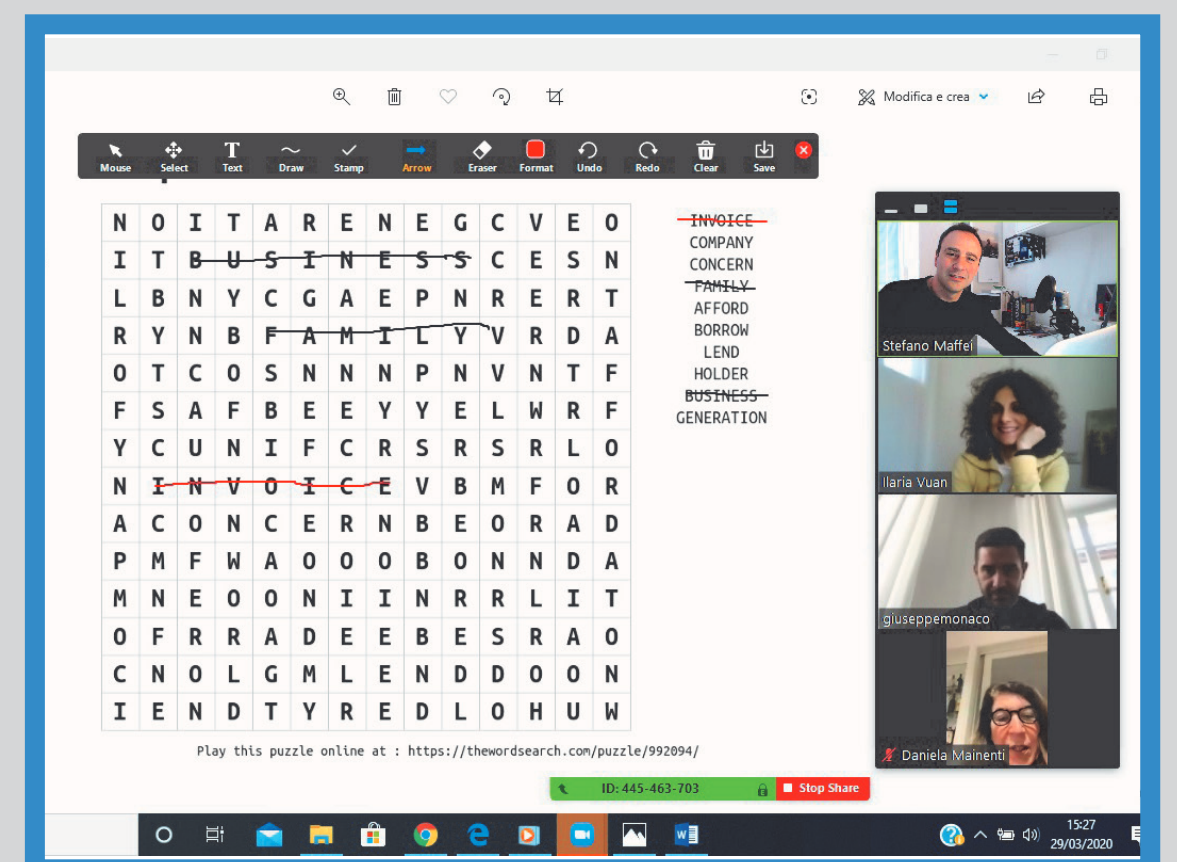 Modifica e crea
Mouse Select Text Draw Stamp Arrow Eraser Format Undo Redo Clear Save
N O I T A R E N E G C V E O
I T B U S I N E S S C E S N
L B N Y C G A E P N R E R T
R Y N B F A M I L Y V R D A
O T C O S N N N P N V N T F
F S A F B E E Y Y E L W R F
Y C U N I F C R S R S R L O
N I N V O I C E V B M F O R
A C O N C E R N B E O R A D
P M F W A O O O B O N N D A
M N E O O N I I N R R L I T
O F R R A D E E B E S R A O
C N O L G M L E N D D O O N
I E N D T Y R E D L O H U W
INVOICE
COMPANY
CONCERN
FAMILY
AFFORD
BORROW
LEND
HOLDER
BUSINESS
GENERATION
Play this puzzle online at : https://thewordsearch.com/puzzle/992094/
Stefano Maffei
Ilaria Vuan
giuseppemonaco
Daniela Mainenti
ID: 445-463-703 Stop Share
15:27
29/03/2020